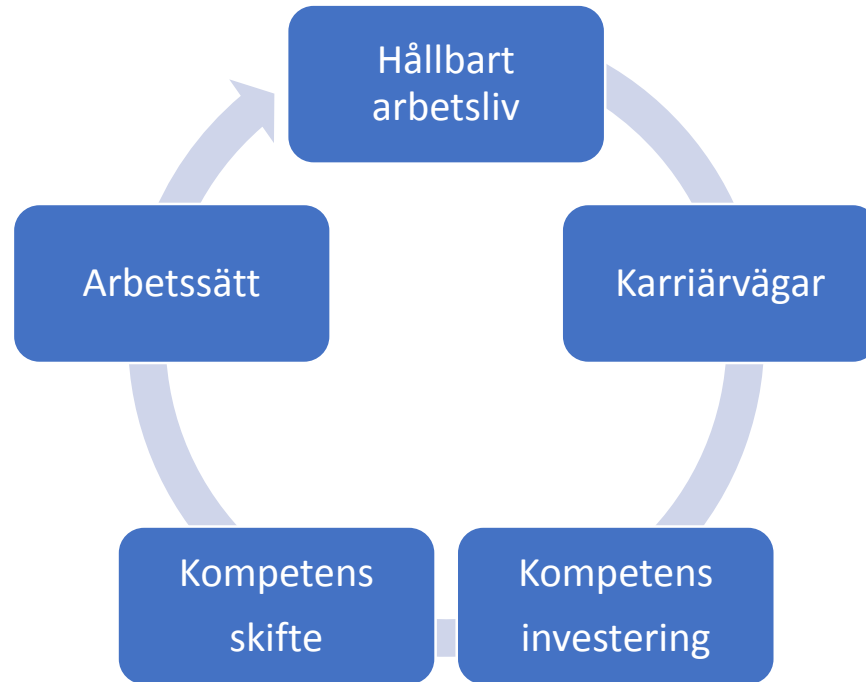 Hållbart
arbetsliv
Karriärvägar
Kompetens
investering
Kompetens
skifte
Arbetssätt